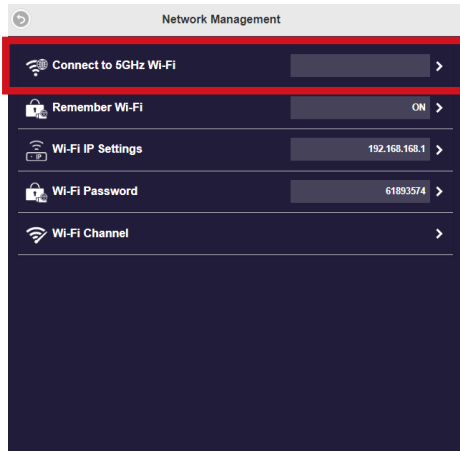 Network Management
Connect to 5GHz Wi-Fi
Remember Wi-Fi ON
Wi-Fi IP Settings 192.168.168.1
Wi-Fi Password 61893574
Wi-Fi Channel